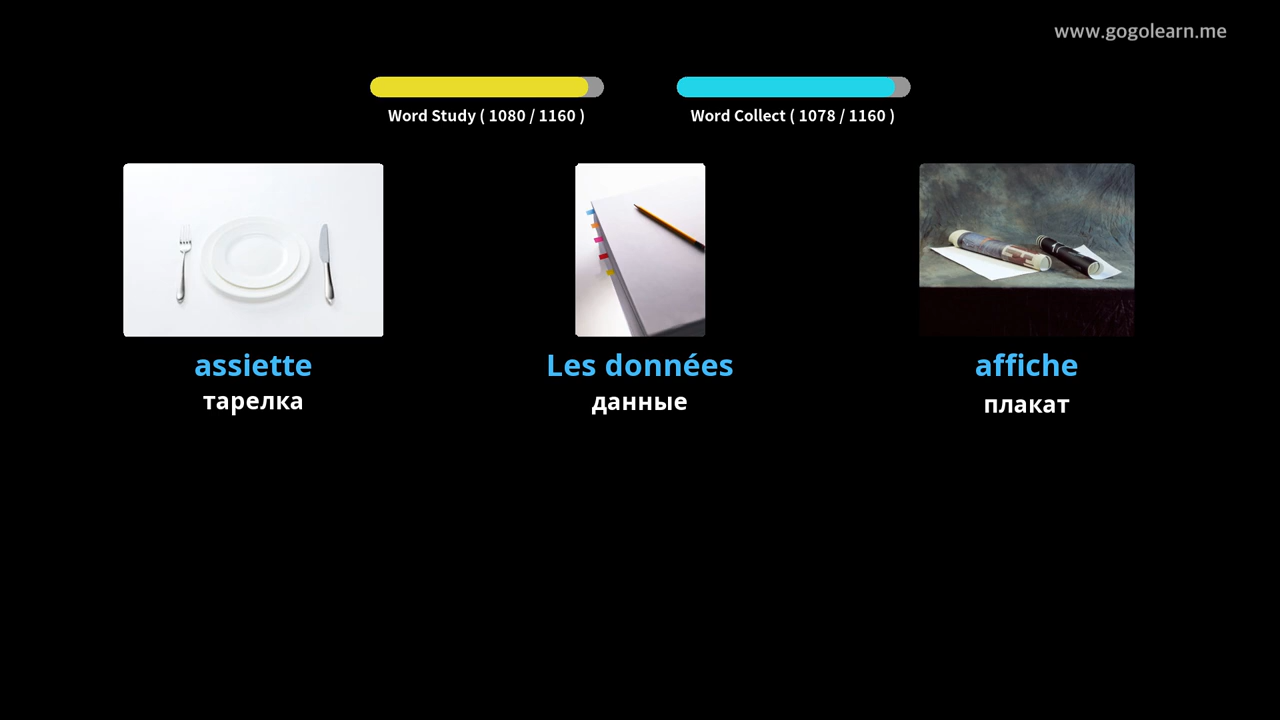 www.gogolearn.me
Word Study ( 1080 / 1160 )
Word Collect ( 1078 / 1160 )
assiette
Les données
affiche
тарелка
данные
плакат